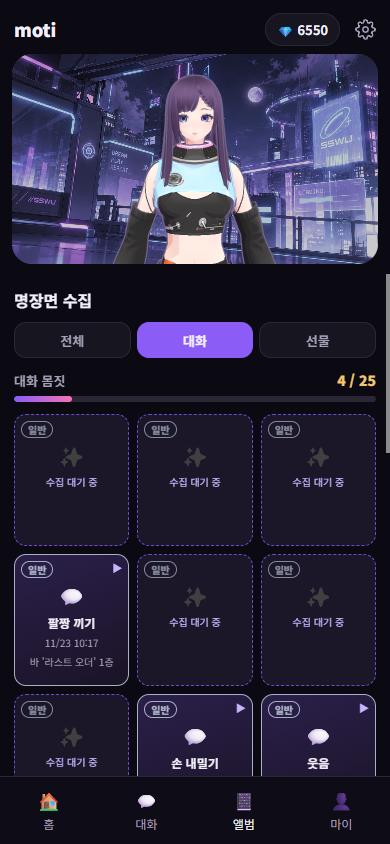 moti
6550
SSWU
//SSWU
명장면 수집
전체
대화
선물
대화 몸짓
4 / 25
일반
일반
일반
수집 대기 중
수집 대기 중
수집 대기 중
일반
일반
일반
팔짱 끼기
11/23 10:17
바 '라스트 오더' 1층
수집 대기 중
수집 대기 중
일반
일반
일반
수집 대기 중
손 내밀기
웃음
홈
대화
앨범
마이